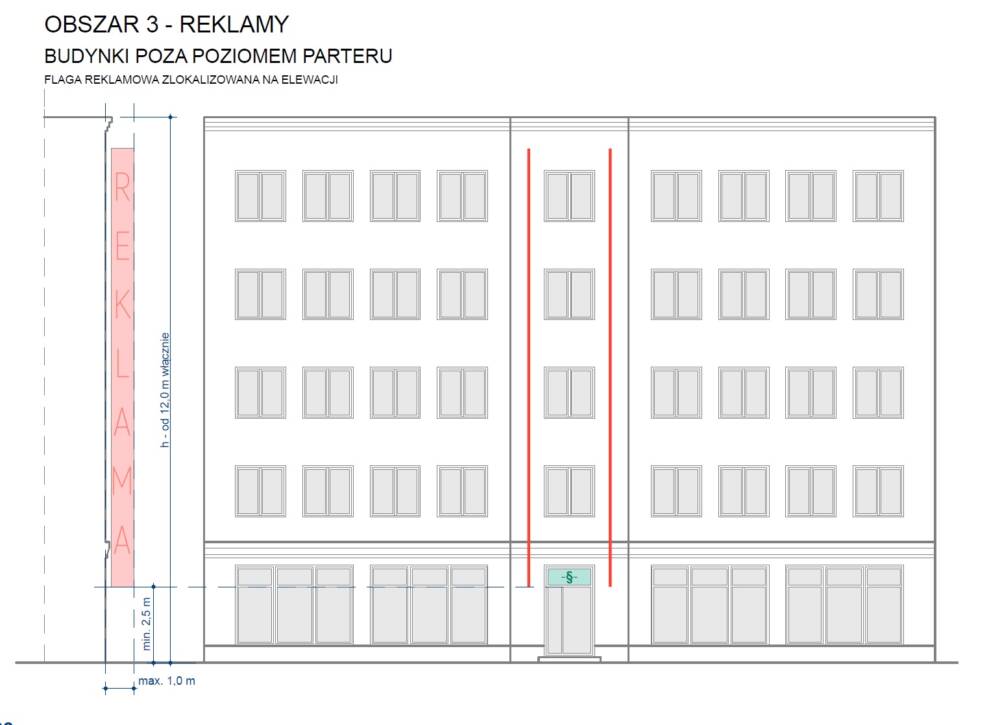 OBSZAR 3 - REKLAMY
BUDYNKI POZA POZIOMEM PARTERU
FLAGA REKLAMOWA ZLOKALIZOWANA NA ELEWACJI
REKLAMA
h - od 12,0 m włącznie
-§-
min. 2,5 m
max. 1,0 m